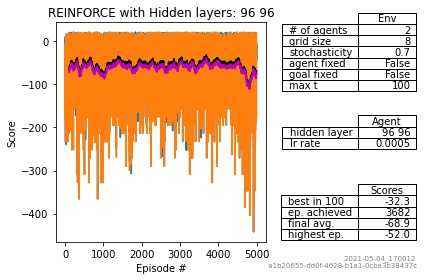 REINFORCE with Hidden layers: 96 96
Score
0
−100
−200
−300
−400
0 1000 2000 3000 4000 5000
Episode #
Env
# of agents 2
grid size 8
stochasticity 0.7
agent fixed False
goal fixed False
max t 100
Agent
hidden layer 96 96
lr rate 0.0005
Scores
best in 100 -32.3
ep. achieved 3682
final avg. -68.9
highest ep. -52.0
2021-05-04_170012
a1b20655-dd0f-4628-b1a1-0cba3b38437c